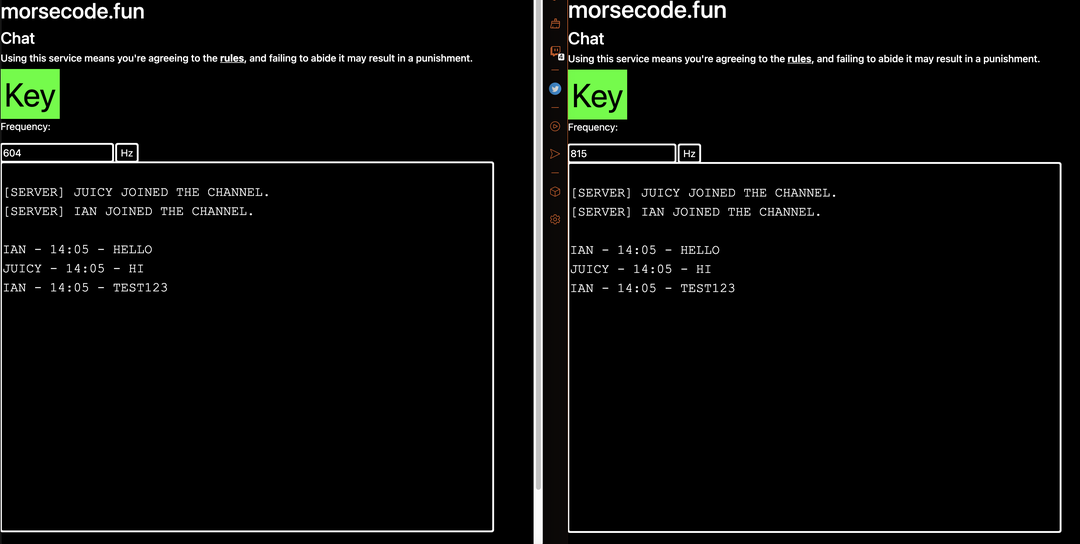 morsecode.fun
Chat
Using this service means you're agreeing to the rules, and failing to abide it may result in a punishment.
Key
Frequency:
604 Hz
[SERVER] JUICY JOINED THE CHANNEL.
[SERVER] IAN JOINED THE CHANNEL.
IAN - 14:05 - HELLO
JUICY - 14:05 - HI
IAN - 14:05 - TEST123
4
morsecode.fun
Chat
Using this service means you're agreeing to the rules, and failing to abide it may result in a punishment.
Key
Frequency:
815 Hz
[SERVER] JUICY JOINED THE CHANNEL.
[SERVER] IAN JOINED THE CHANNEL.
IAN - 14:05 - HELLO
JUICY - 14:05 - HI
IAN - 14:05 - TEST123